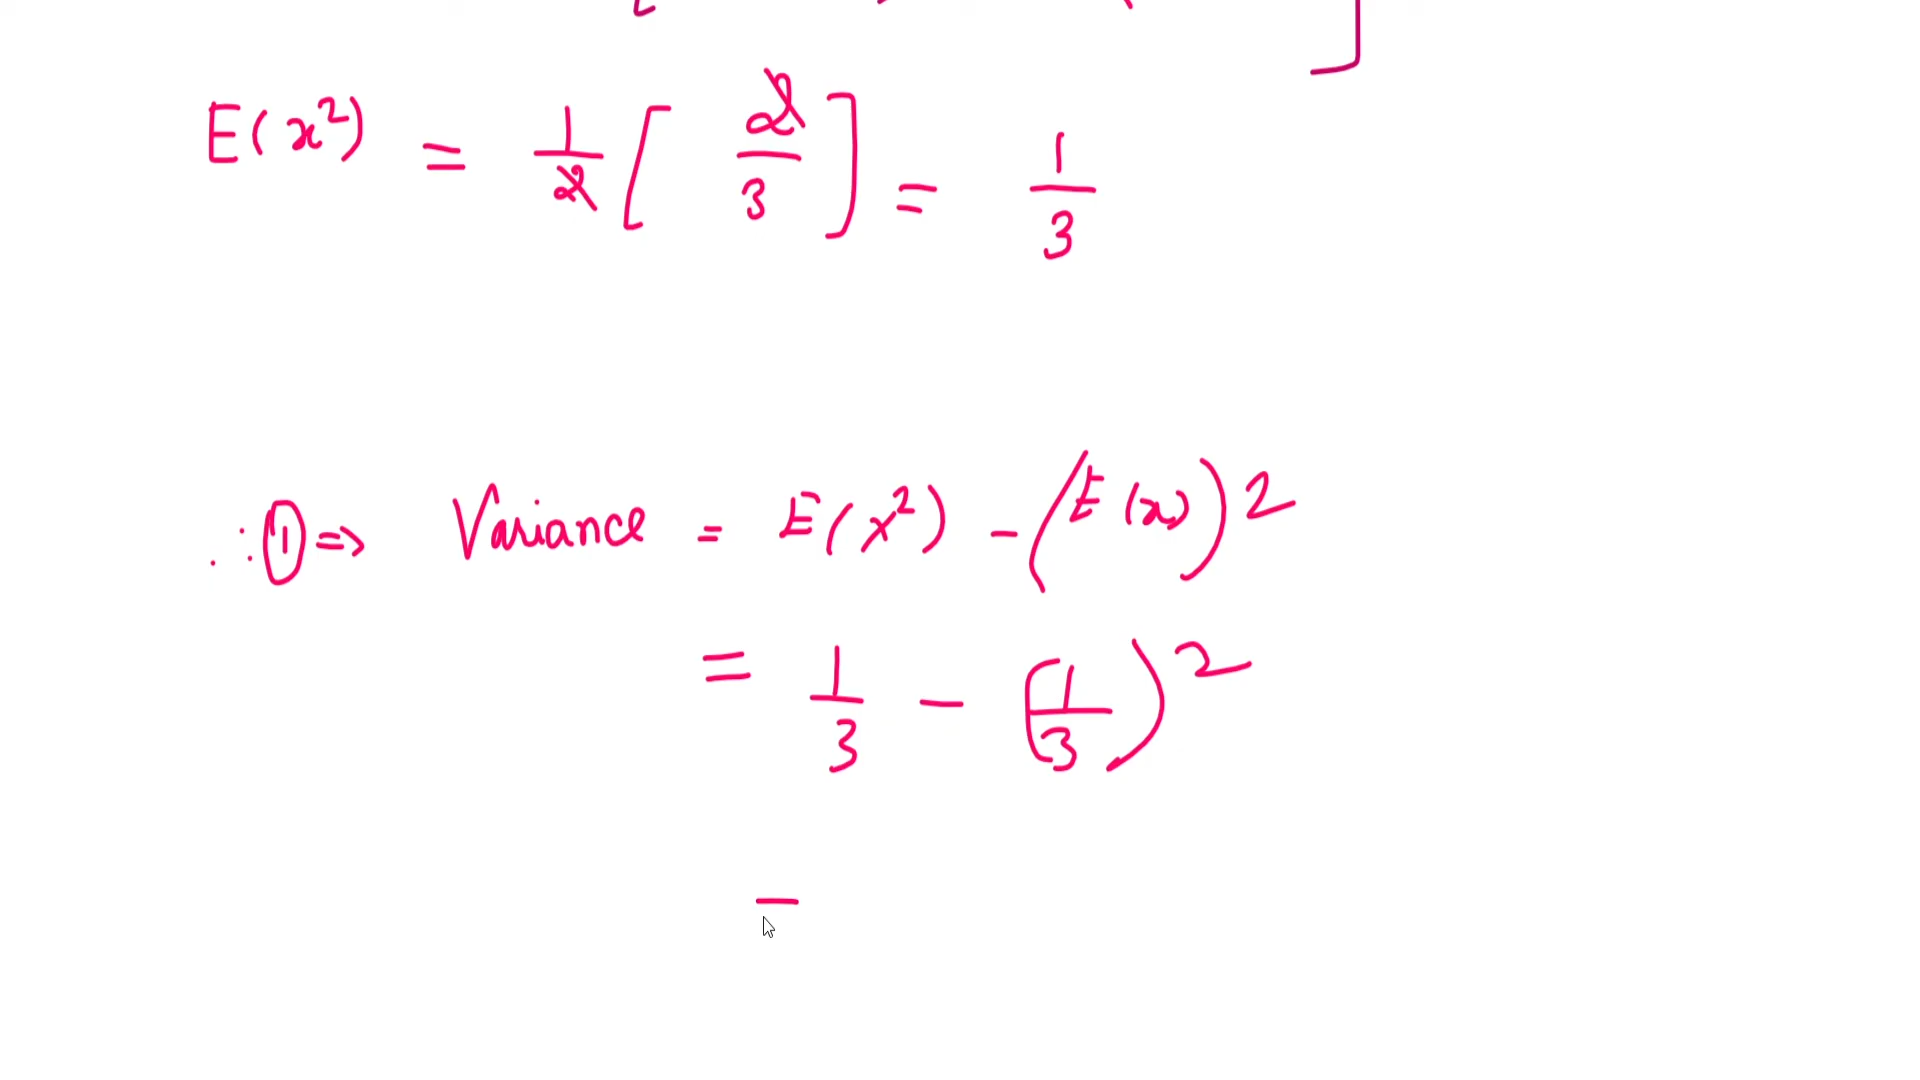 E(x²) = 1/2 [ 2/3 ] = 1/3
∴ ① ⇒ Variance = E(x²) - (E(x))²
= 1/3 - (1/3)²